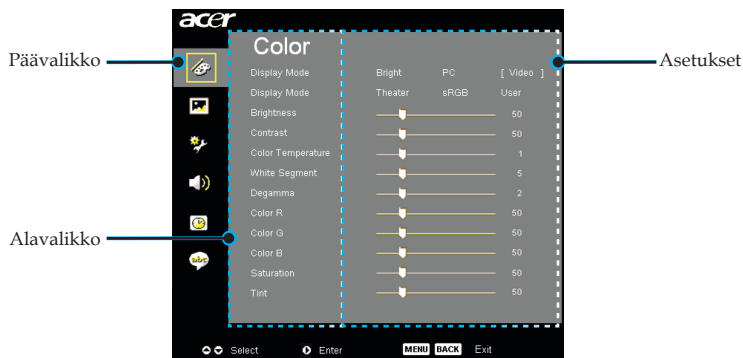 acer
Color
Päävalikko
Asetukset
Display Mode Bright PC [ Video ]
Display Mode Theater sRGB User
Brightness 50
Contrast 50
Color Temperature 1
White Segment 5
Degamma 2
Color R 50
Color G 50
Alavalikko
Color B 50
abc
Saturation 50
Tint 50
Select Enter MENU BACK Exit